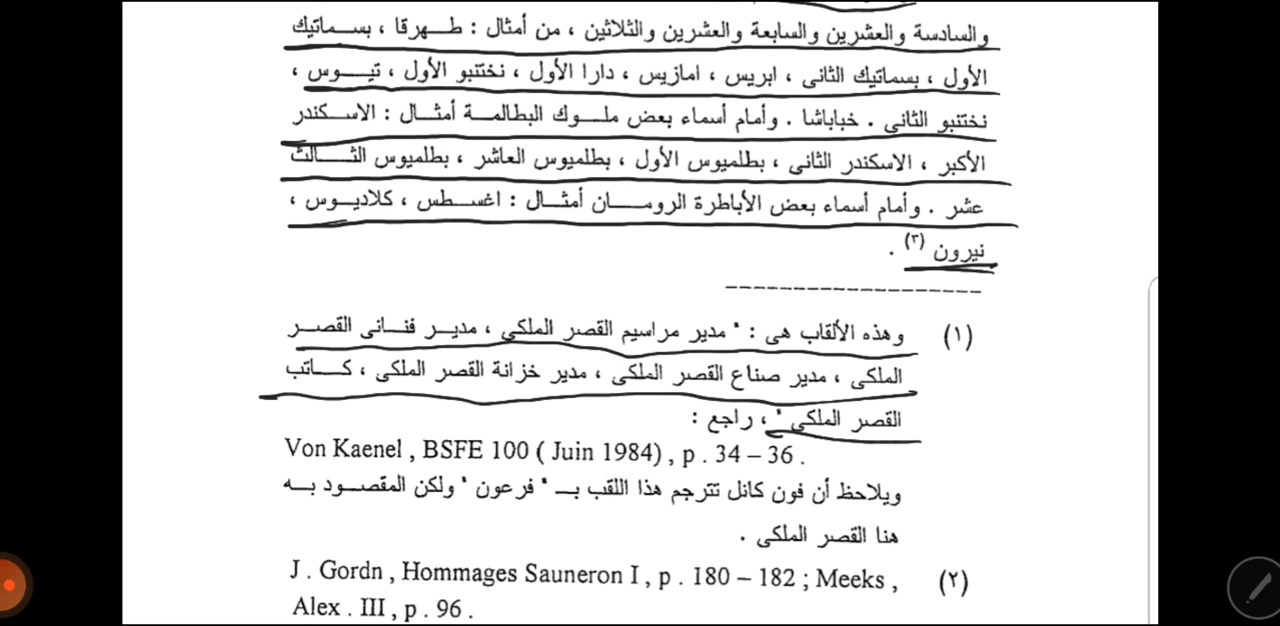 والسادسة والعشرين والسابعة والعشرين والثلاثين ، من أمثال : طهرقا ، بسماتيك
الأول ، بسماتيك الثانى ، ابريس ، امازيس ، دارا الأول ، نختنبو الأول ، تيوس ،
نختنبو الثانى . خباباشا . وأمام أسماء بعض ملوك البطالمة أمثال : الاسكندر
الأكبر ، الاسكندر الثانى ، بطلميوس الأول ، بطلميوس العاشر ، بطلميوس الثالث
عشر . وأمام أسماء بعض الأباطرة الرومان أمثال : اغسطس ، كلاديوس ،
نيرون (٣) .
(١) وهذه الألقاب هى : " مدير مراسيم القصر الملكى ، مدير فنانى القصر
الملكى ، مدير صناع القصر الملكى ، مدير خزانة القصر الملكى ، كاتب
القصر الملكى " ، راجع :
Von Kaenel , BSFE 100 ( Juin 1984) , p . 34 – 36 .
ويلاحظ أن فون كانل تترجم هذا اللقب بـ " فرعون " ولكن المقصود به
هنا القصر الملكى .
(٢) J . Gordn , Hommages Sauneron I , p . 180 – 182 ; Meeks ,
Alex . III , p . 96 .